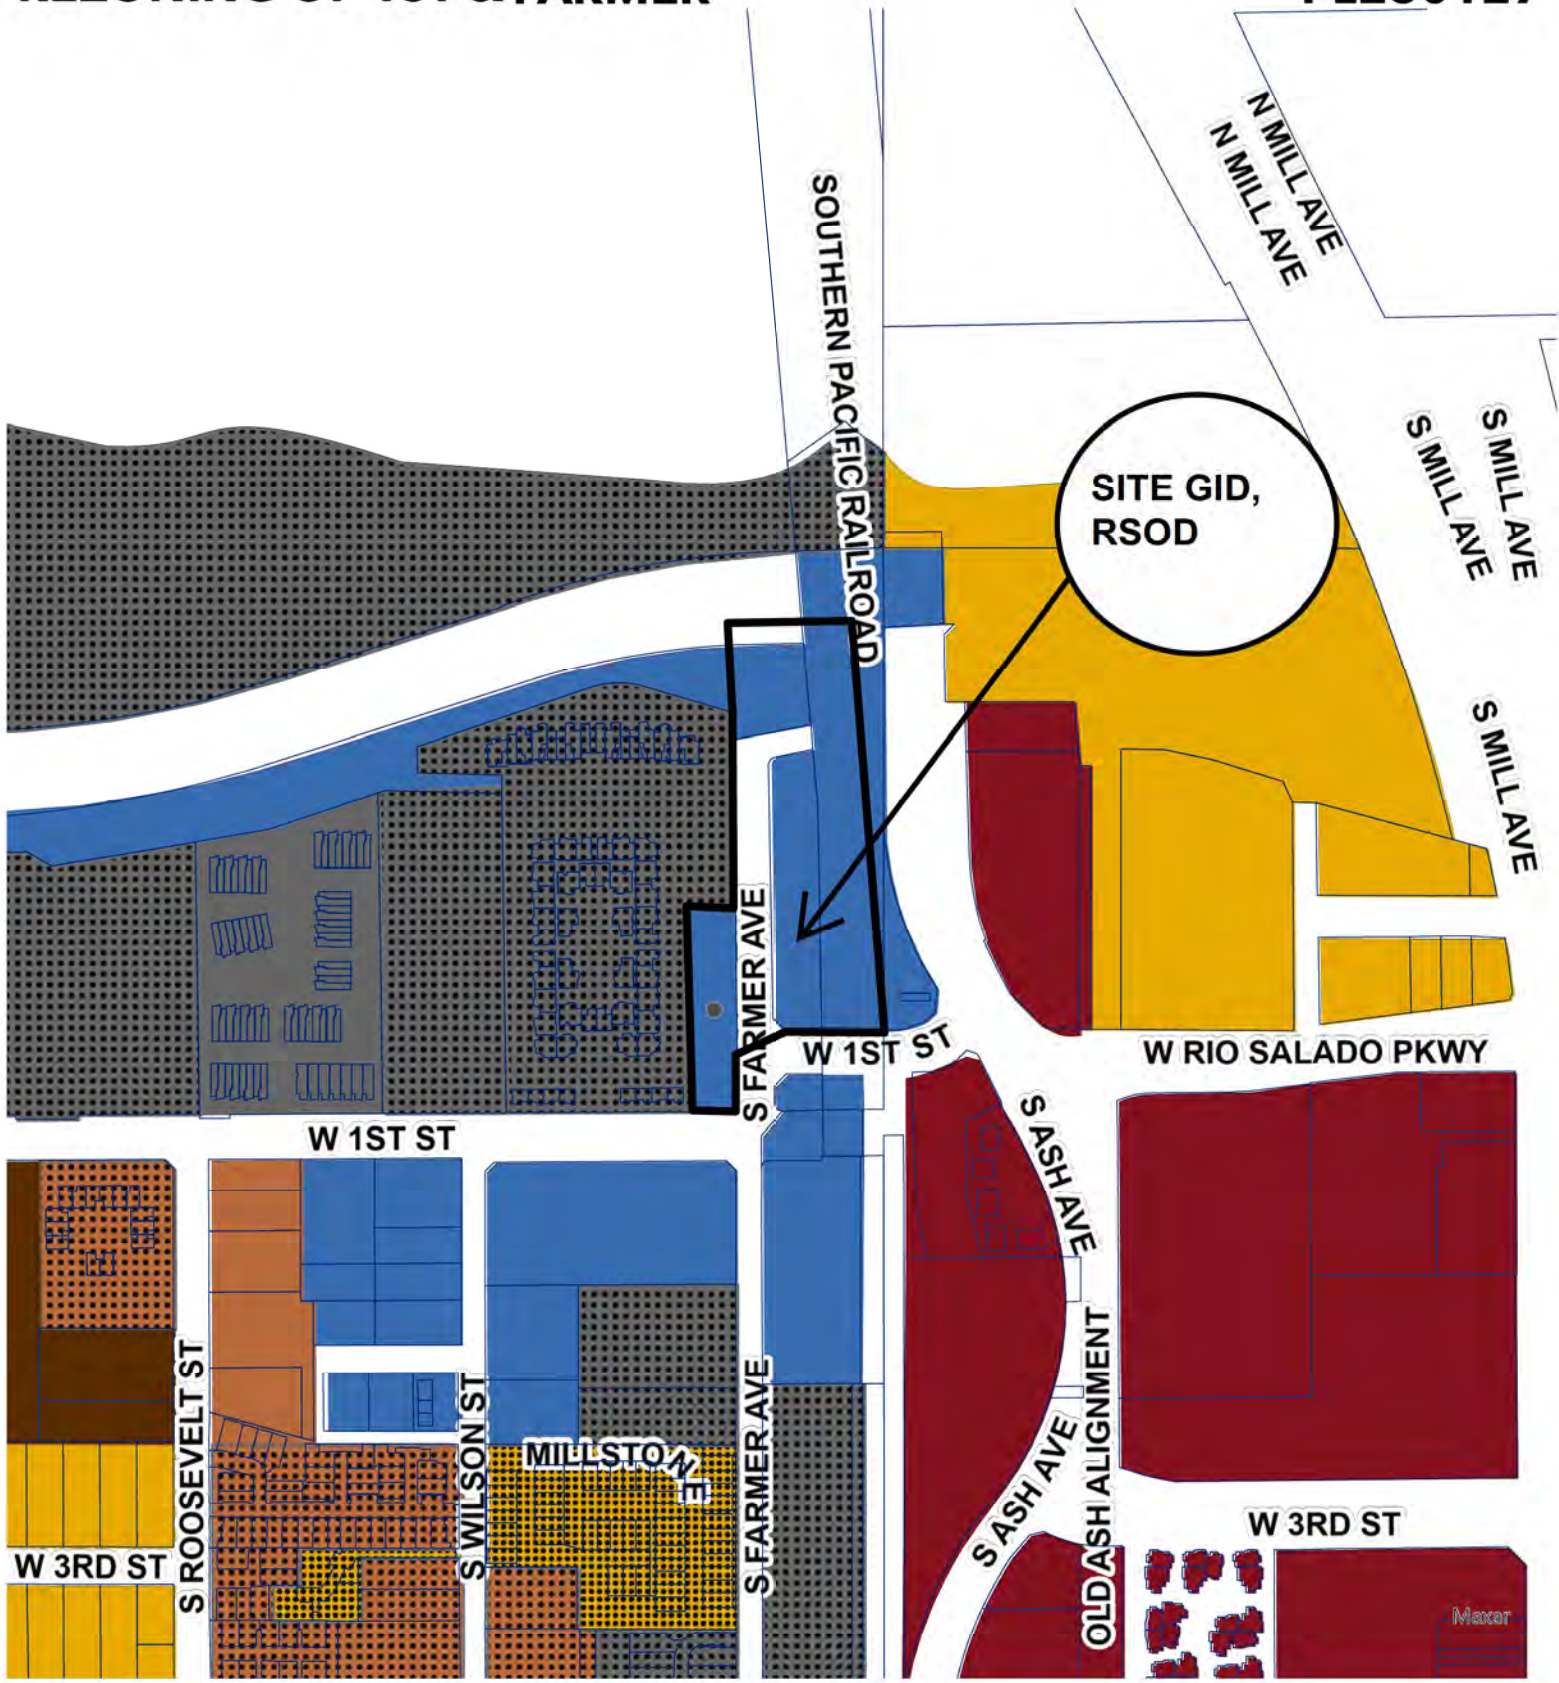 N MILL AVE
N MILL AVE
SOUTHERN PACIFIC RAILROAD
S MILL AVE
S MILL AVE
SITE GID,
RSOD
S MILL AVE
S FARMER AVE
W 1ST ST
W RIO SALADO PKWY
W 1ST ST
S ASH AVE
S ROOSEVELT ST
S WILSON ST
MILLSTONE
S FARMER AVE
S ASH AVE
OLD ASH ALIGNMENT
W 3RD ST
W 3RD ST
Maxar